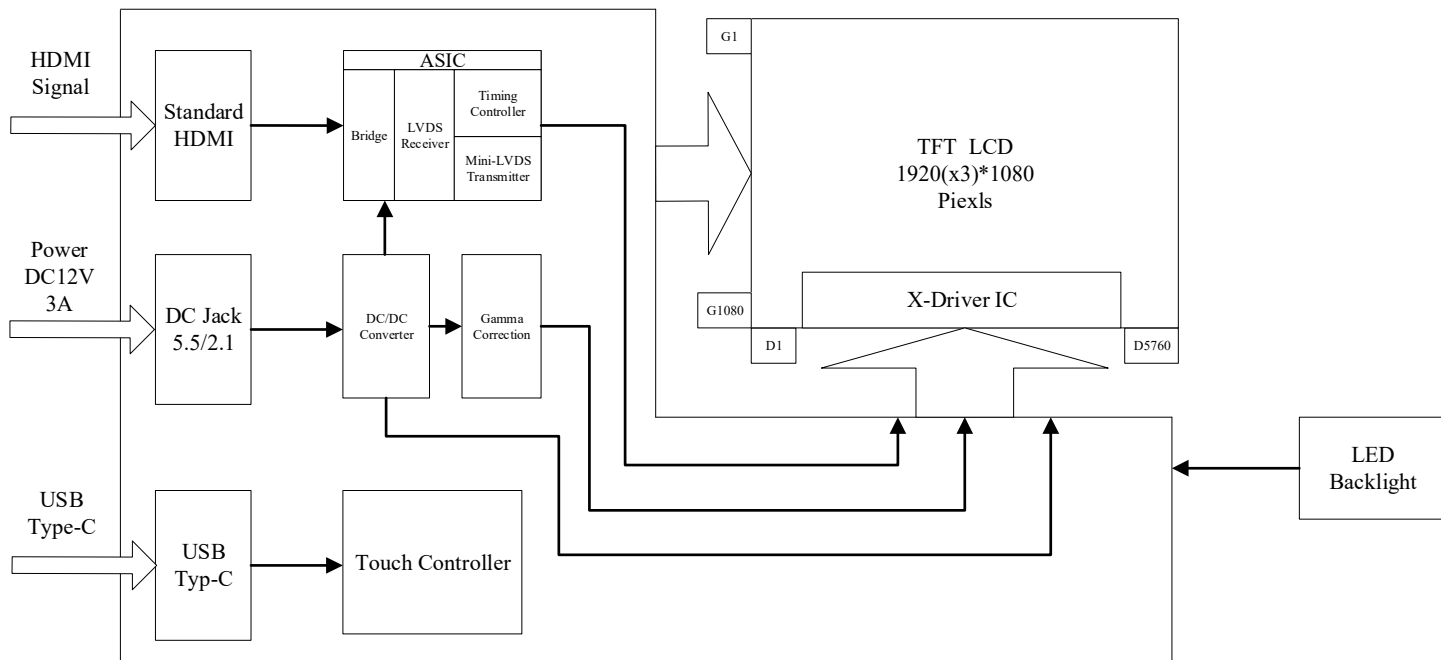 HDMI
Signal
Standard
HDMI
ASIC
Bridge
LVDS
Receiver
Timing
Controller
Mini-LVDS
Transmitter
G1
TFT LCD
1920(x3)*1080
Piexls
Power
DC12V
3A
DC Jack
5.5/2.1
DC/DC
Converter
Gamma
Correction
G1080
X-Driver IC
D1
D5760
USB
Type-C
USB
Typ-C
Touch Controller
LED
Backlight